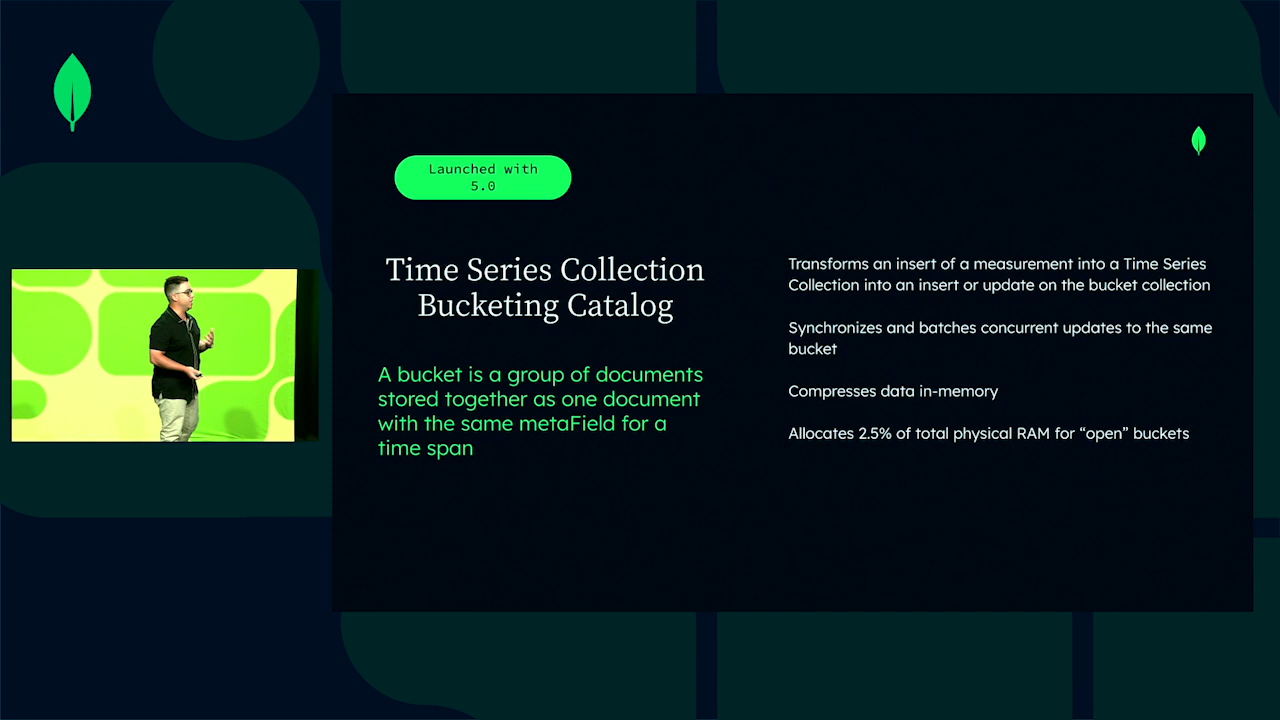 Launched with
5.0
Time Series Collection
Bucketing Catalog
A bucket is a group of documents
stored together as one document
with the same metaField for a
time span
Transforms an insert of a measurement into a Time Series
Collection into an insert or update on the bucket collection
Synchronizes and batches concurrent updates to the same
bucket
Compresses data in-memory
Allocates 2.5% of total physical RAM for “open” buckets